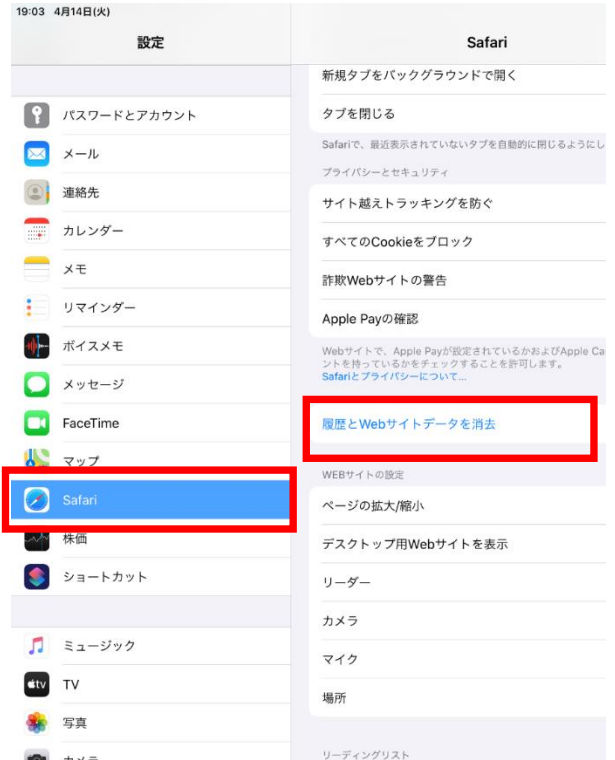 19:03 4月14日(火)
設定
パスワードとアカウント
メール
連絡先
カレンダー
メモ
リマインダー
ボイスメモ
メッセージ
FaceTime
マップ
Safari
株価
ショートカット
ミュージック
tv
TV
写真
カメラ
Safari
新規タブをバックグラウンドで開く
タブを閉じる
Safariで、最近表示されていないタブを自動的に閉じるようにし
プライバシーとセキュリティ
サイト越えトラッキングを防ぐ
すべてのCookieをブロック
詐欺Webサイトの警告
Apple Payの確認
Webサイトで、Apple Payが設定されているかおよびApple Ca
ントを持っているかをチェックすることを許可します。
Safariとプライバシーについて...
履歴とWebサイトデータを消去
WEBサイトの設定
ページの拡大/縮小
デスクトップ用Webサイトを表示
リーダー
カメラ
マイク
場所
リーディングリスト